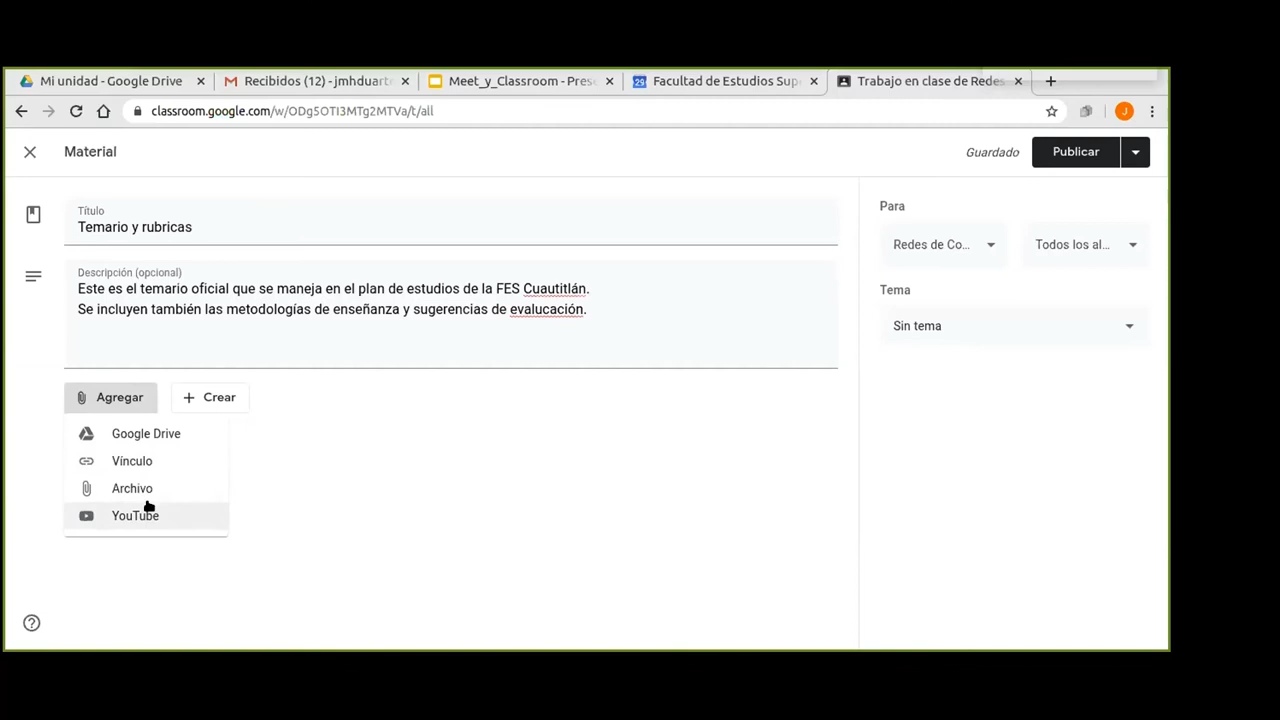 Mi unidad - Google Drive
Recibidos (12) - jmhduart
Meet_y_Classroom - Pres
29 Facultad de Estudios Sup
Trabajo en clase de Redes
classroom.google.com/w/ODg5OTI3MTg2MTVa/t/all
J
Material
Guardado
Publicar
Título
Temario y rubricas
Descripción (opcional)
Este es el temario oficial que se maneja en el plan de estudios de la FES Cuautitlán.
Se incluyen también las metodologías de enseñanza y sugerencias de evalucación.
Agregar
Crear
Google Drive
Vínculo
Archivo
YouTube
Para
Redes de Co...
Todos los al...
Tema
Sin tema